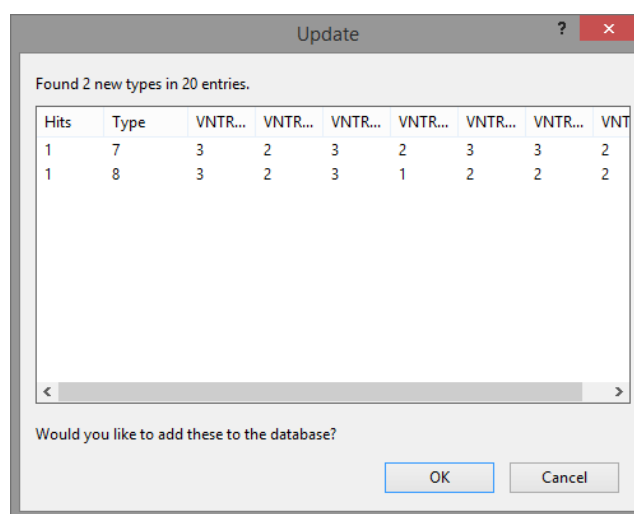 Update
? ×
Found 2 new types in 20 entries.
Hits Type VNTR... VNTR... VNTR... VNTR... VNTR... VNTR... VNT
1 7 3 2 3 2 3 3 2
1 8 3 2 3 1 2 2 2
Would you like to add these to the database?
OK Cancel